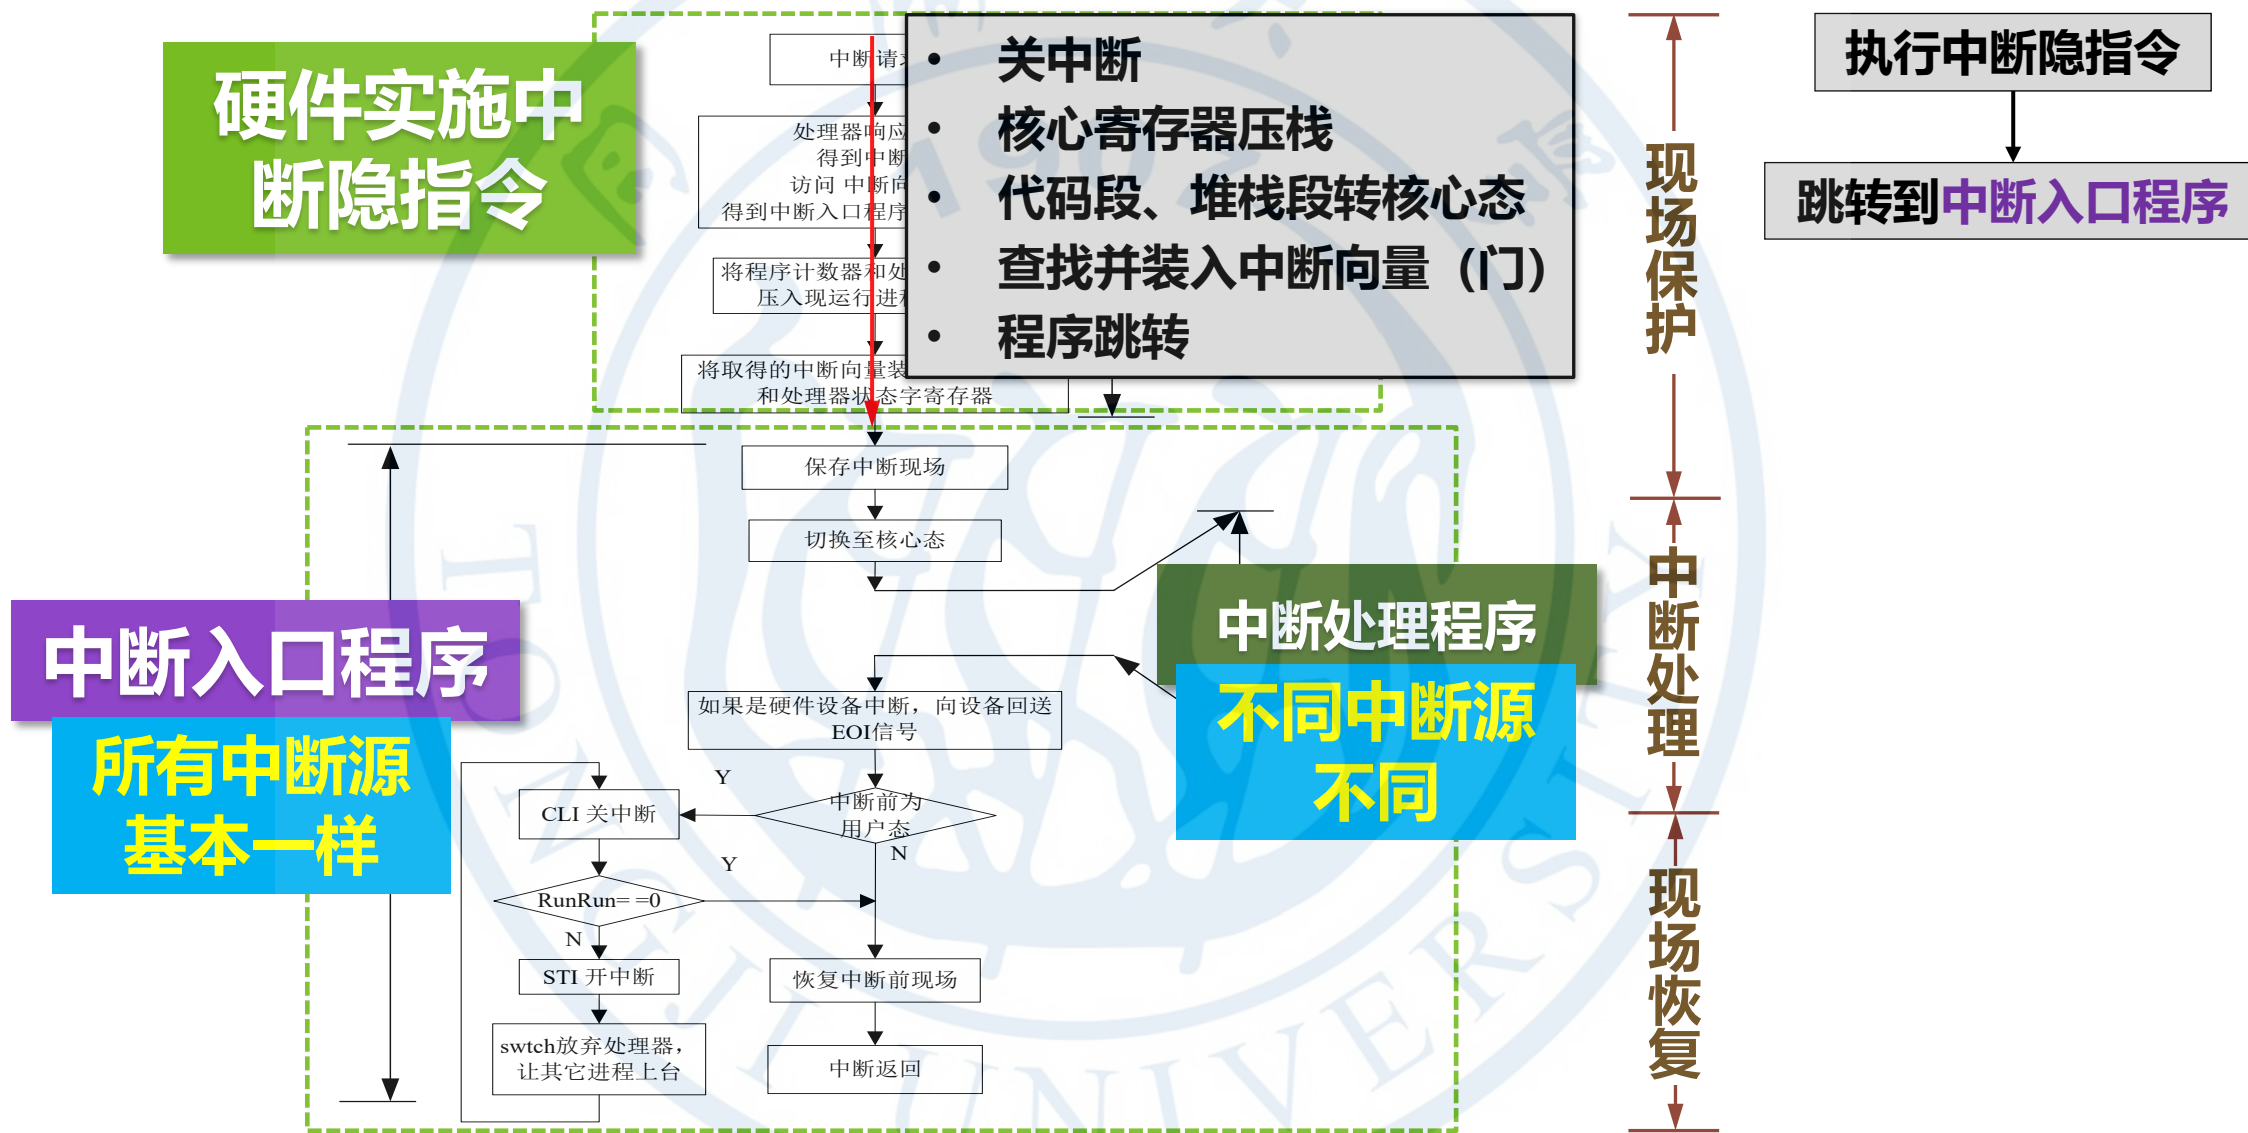 硬件实施中
断隐指令
中断请
处理器响应
得到中断
访问 中断向
得到中断入口程序
将程序计数器和处
压入现运行进程
将取得的中断向量装
和处理器状态字寄存器
• 关中断
• 核心寄存器压栈
• 代码段、堆栈段转核心态
• 查找并装入中断向量（门）
• 程序跳转
执行中断隐指令
跳转到中断入口程序
现场保护
保存中断现场
切换至核心态
中断入口程序
所有中断源
基本一样
中断处理程序
不同中断源
不同
中断处理
如果是硬件设备中断，向设备回送
EOI信号
中断前为
用户态
Y
N
CLI 关中断
Y
RunRun= =0
N
STI 开中断
swtch放弃处理器，
让其它进程上台
恢复中断前现场
中断返回
现场恢复
1907
TONGJI UNIVERSITY